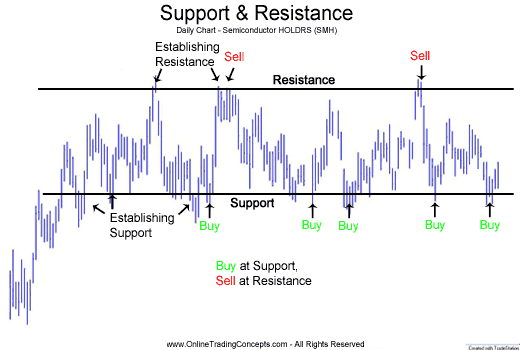 Support & Resistance
Daily Chart - Semiconductor HOLDRS (SMH)
Establishing
Resistance
Sell
Sell
Resistance
Support
Establishing
Support
Buy
Buy
Buy
Buy
Buy
Buy at Support,
Sell at Resistance
www.OnlineTradingConcepts.com - All Rights Reserved
Created with TradeStation